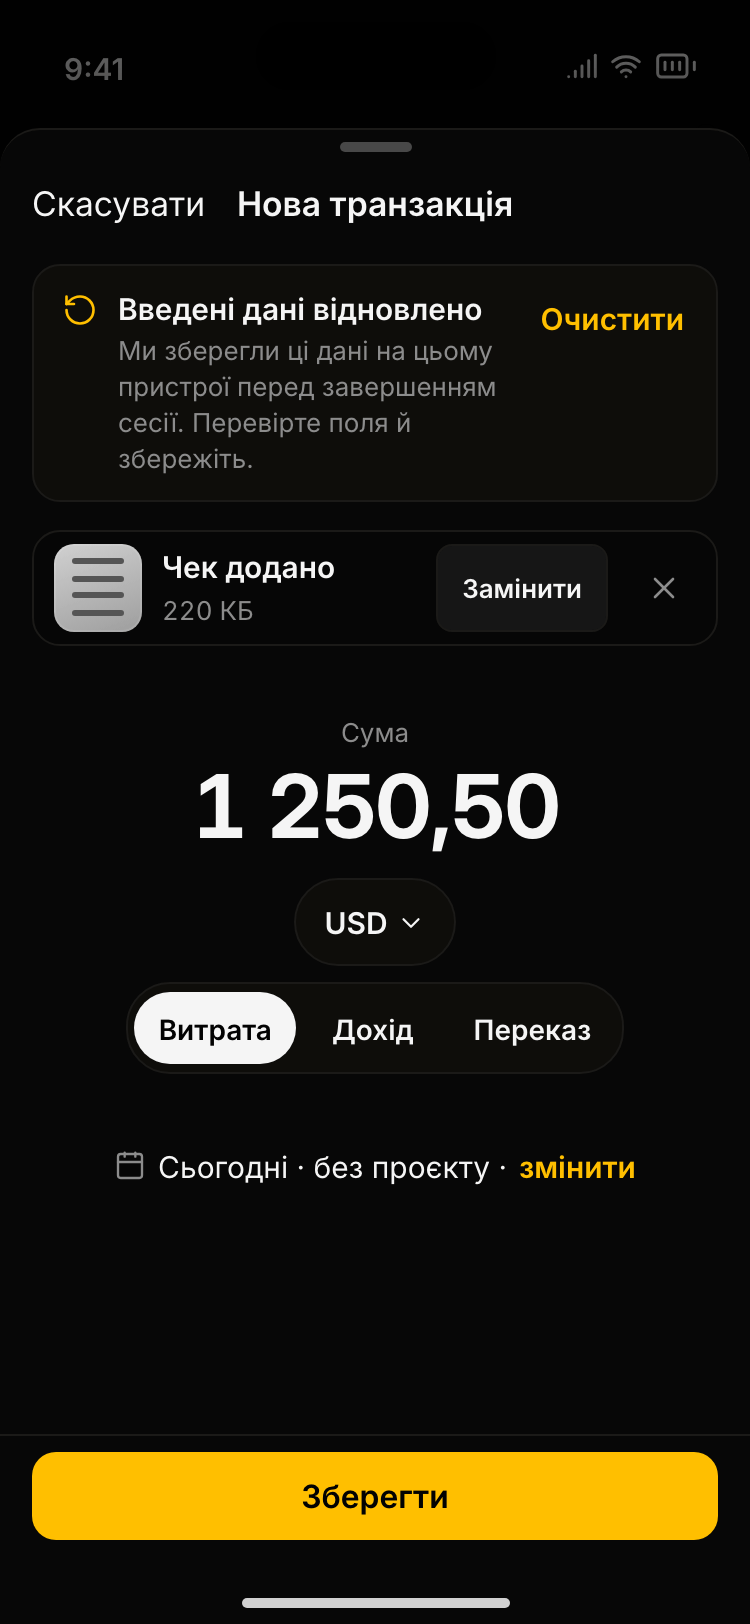 9:41
Скасувати Нова транзакція
Введені дані відновлено
Очистити
Ми зберегли ці дані на цьому
пристрої перед завершенням
сесії. Перевірте поля й
збережіть.
Чек додано
220 КБ
Замінити
Сума
1 250,50
USD
Витрата Дохід Переказ
Сьогодні · без проєкту · змінити
Зберегти